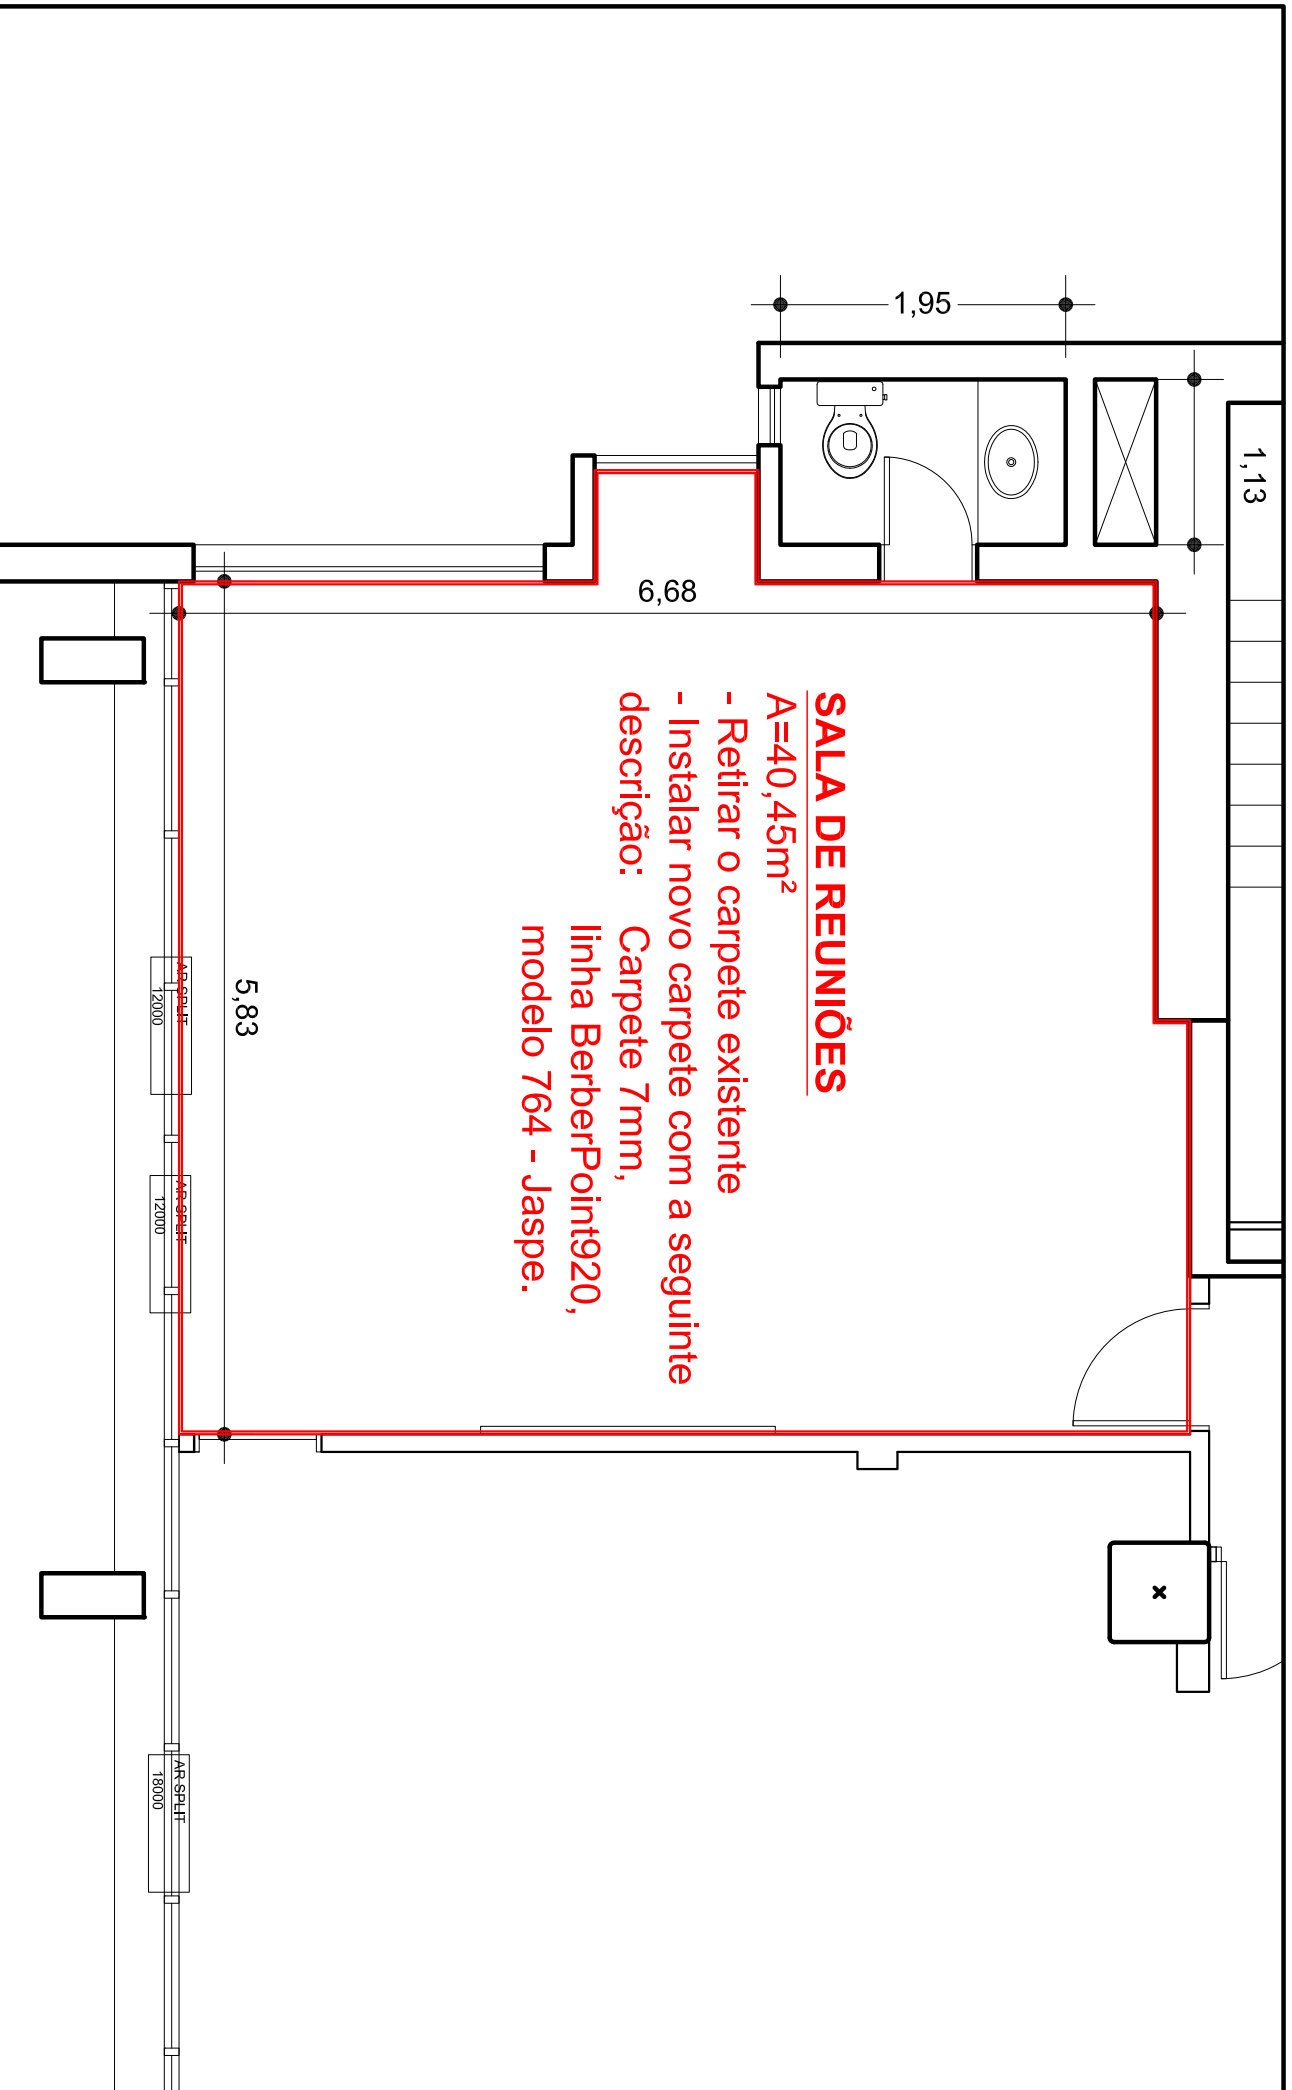 1,95
1,13
6,68
SALA DE REUNIÕES
A=40,45m²
- Retirar o carpete existente
- Instalar novo carpete com a seguinte
descrição: Carpete 7mm,
linha BerberPoint920,
modelo 764 - Jaspe.
5,83
AR SPLIT
12000
AR SPLIT
12000
AR SPLIT
18000